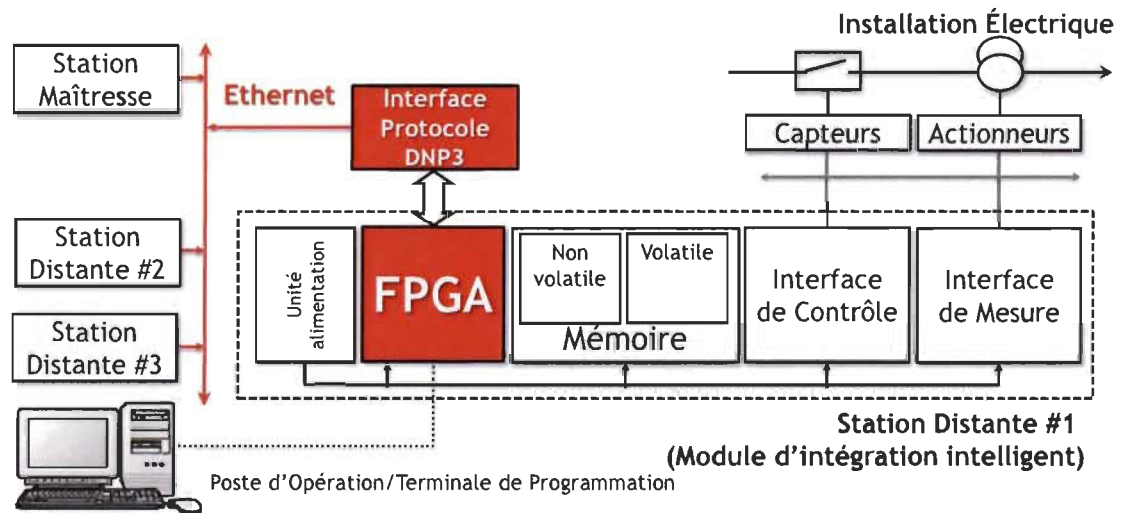 Installation Électrique
Station
Maîtresse
Ethernet
Interface
Protocole
DNP3
Capteurs
Actionneurs
Station
Distante #2
Station
Distante #3
Unité
alimentation
FPGA
Non
volatile
Volatile
Mémoire
Interface
de Contrôle
Interface
de Mesure
Station Distante #1
(Module d'intégration intelligent)
Poste d'Opération/Terminale de Programmation